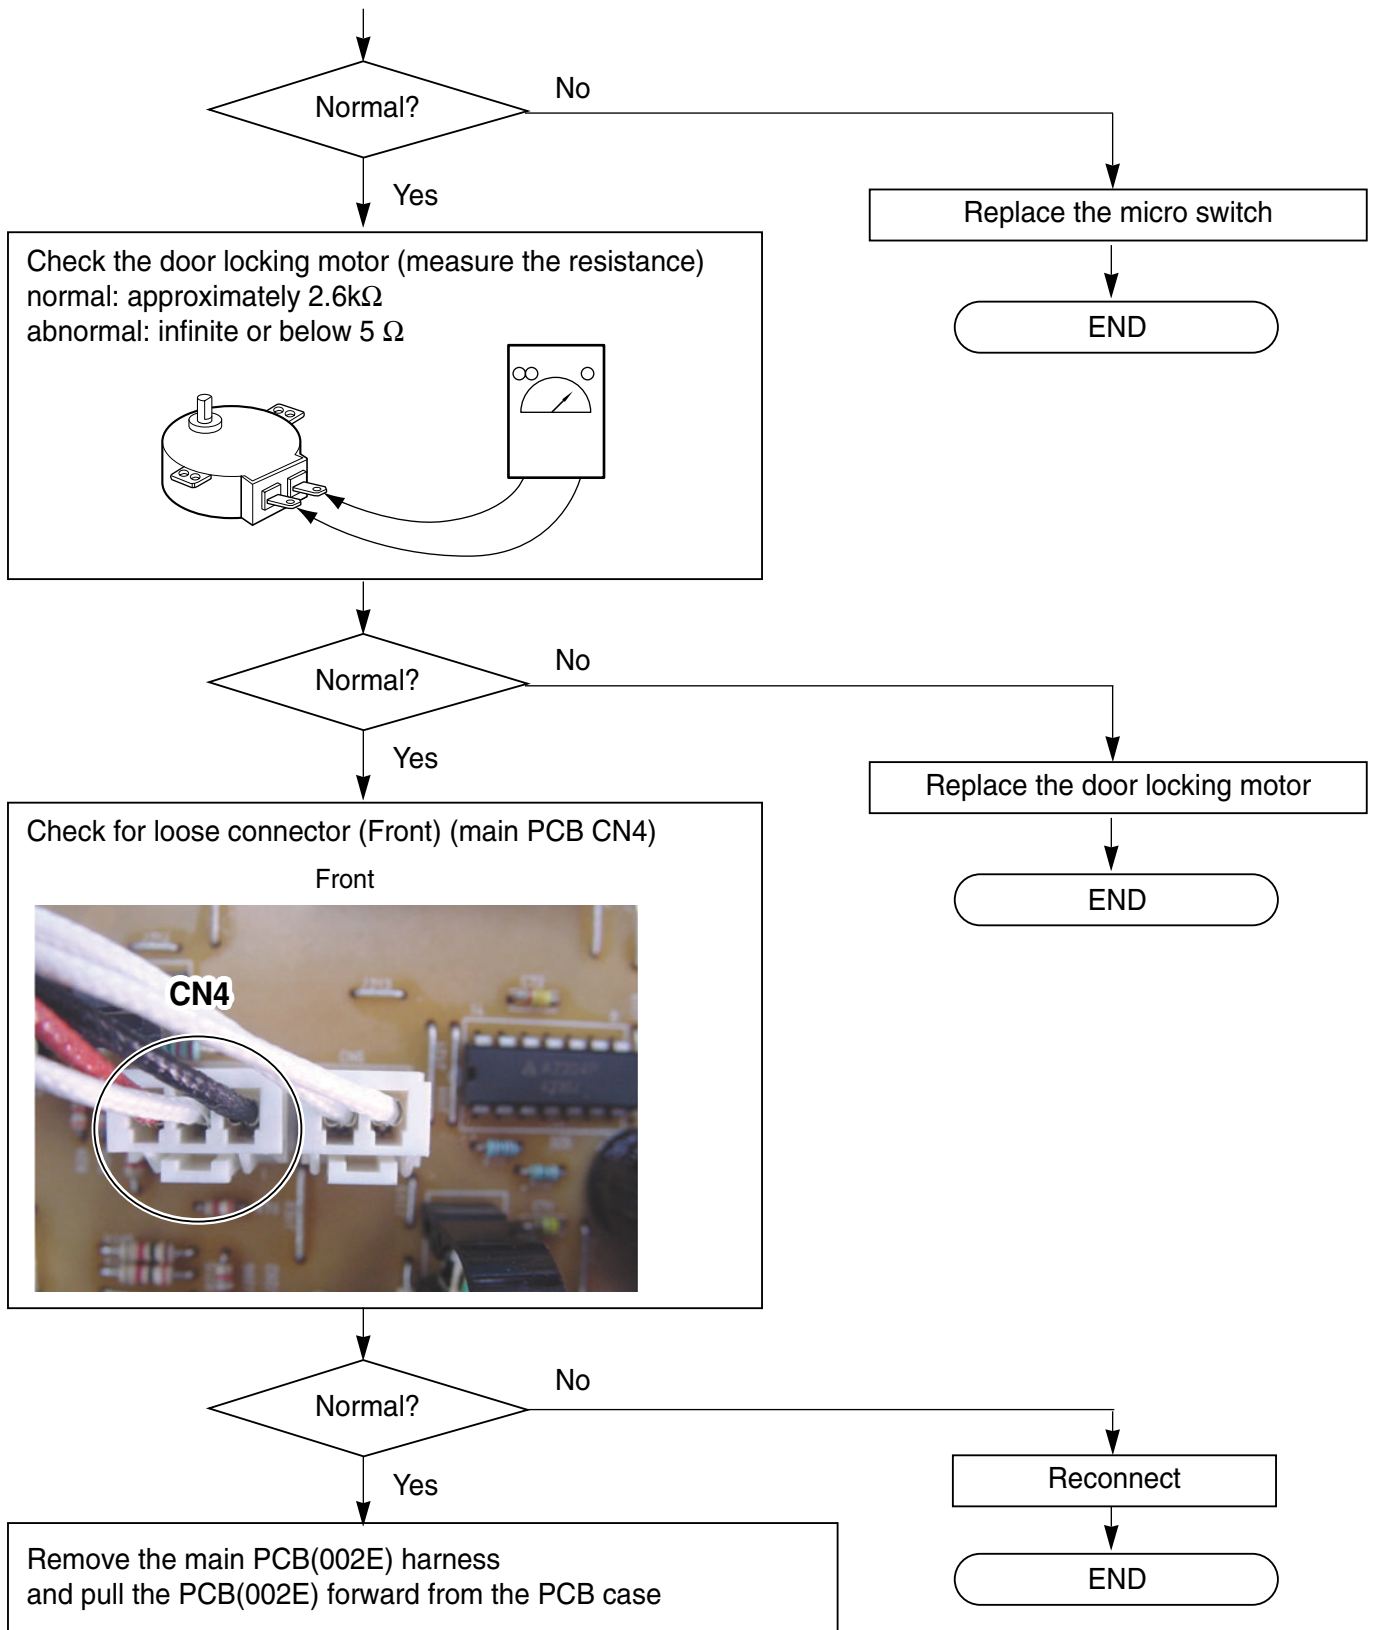 Normal?
No
Yes
Replace the micro switch
END
Check the door locking motor (measure the resistance)
normal: approximately 2.6kΩ
abnormal: infinite or below 5 Ω
Normal?
No
Yes
Replace the door locking motor
END
Check for loose connector (Front) (main PCB CN4)
Front
CN4
Normal?
No
Yes
Reconnect
END
Remove the main PCB(002E) harness
and pull the PCB(002E) forward from the PCB case